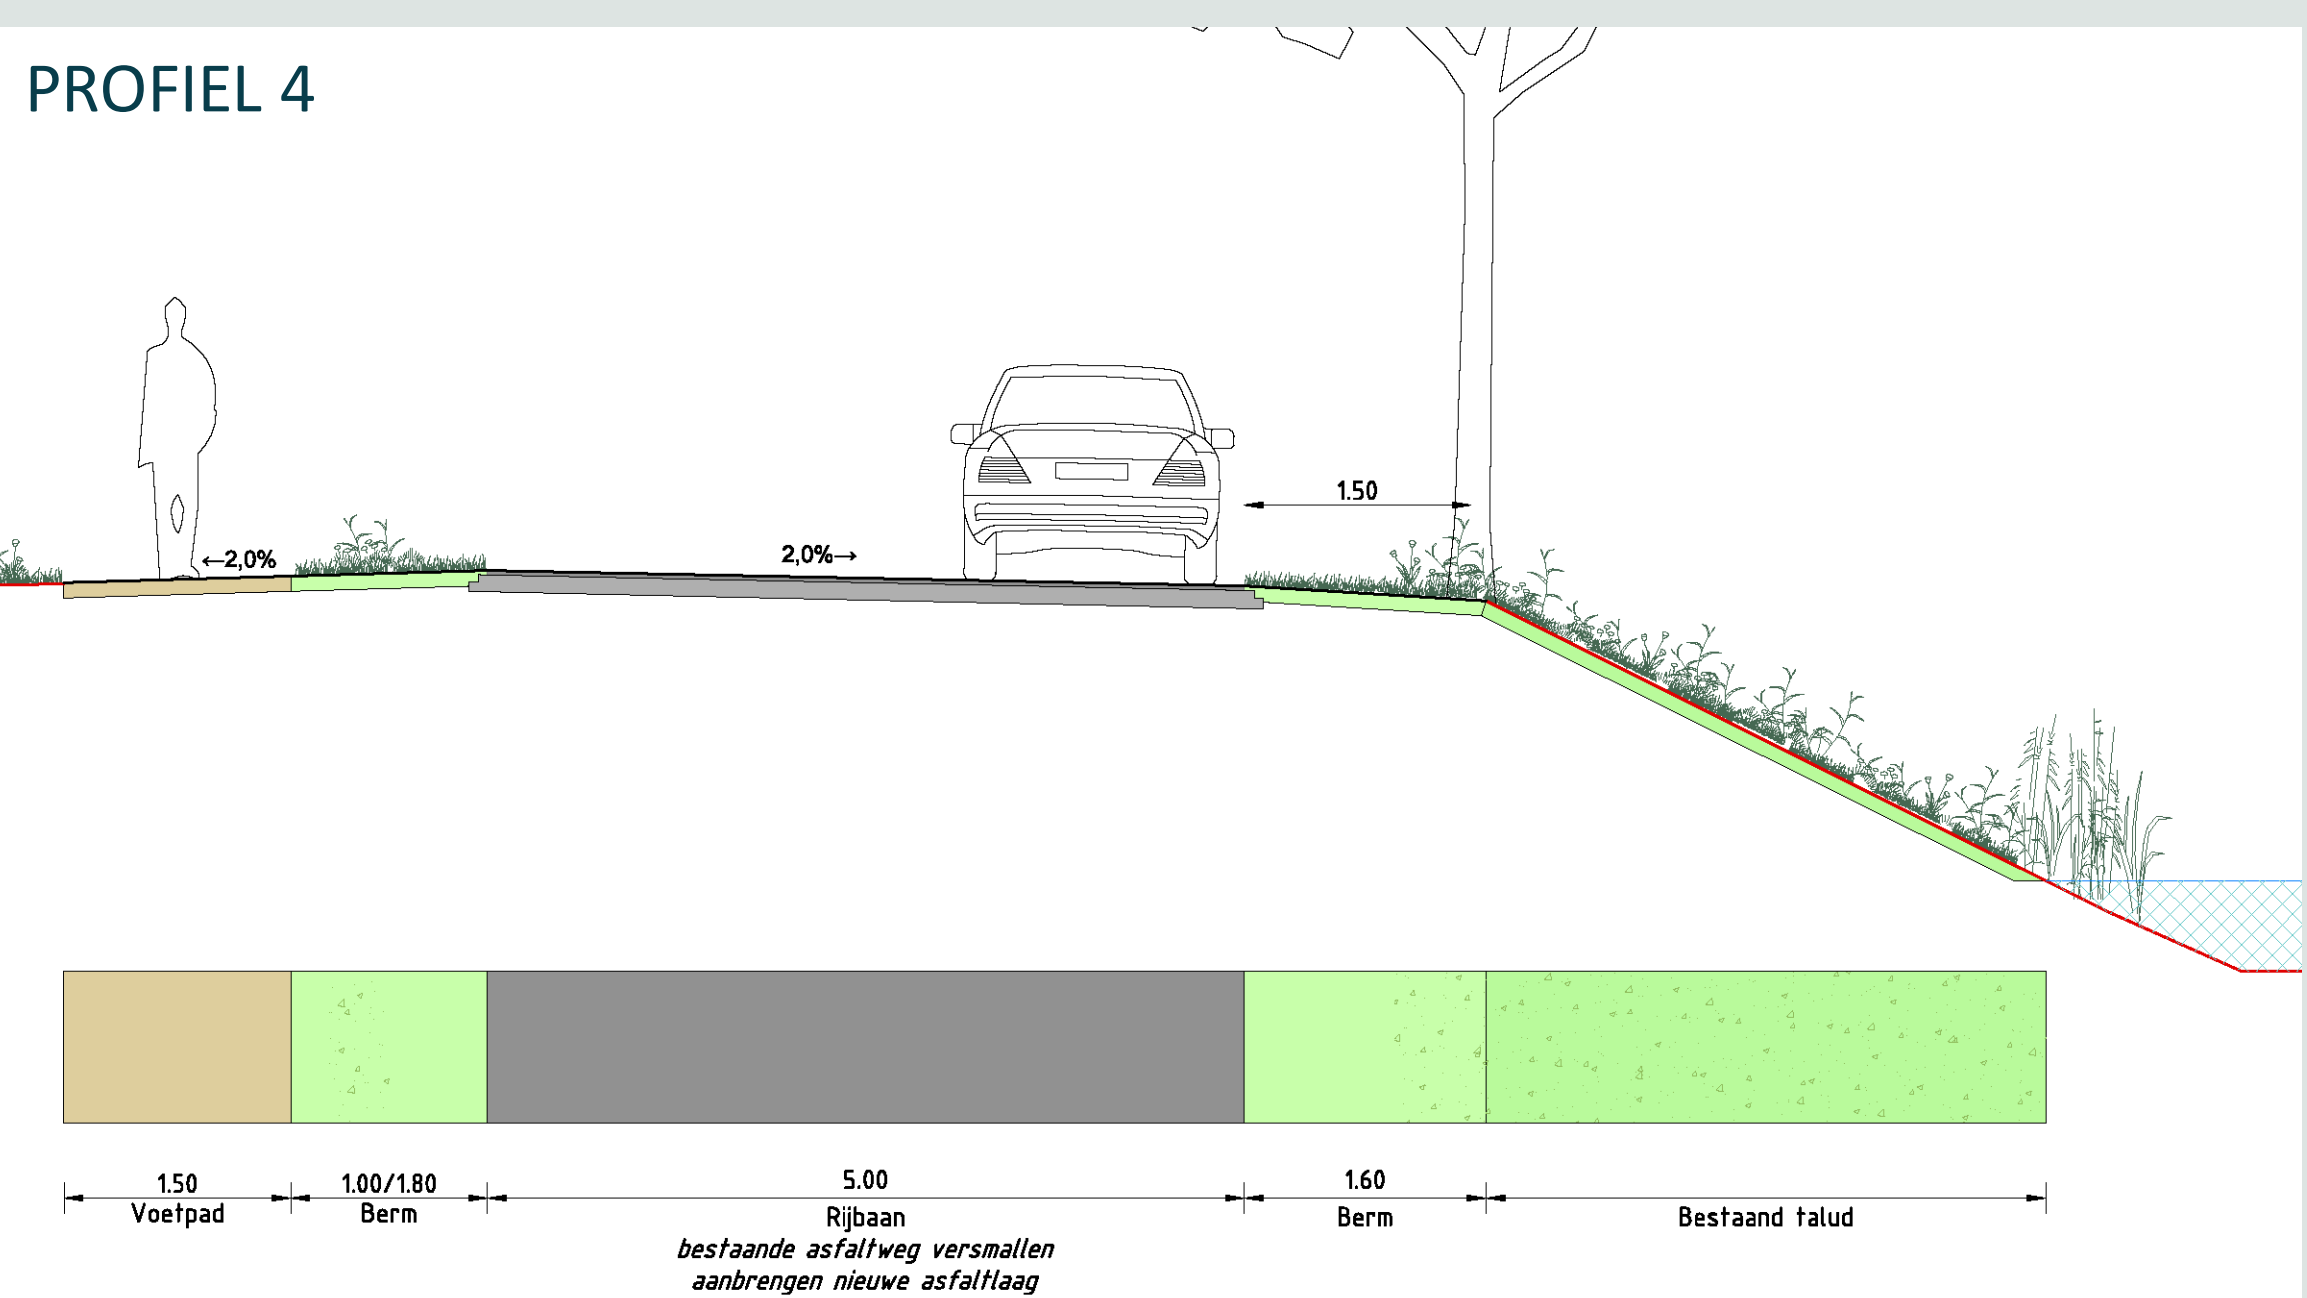 PROFIEL 4
1.50
←2,0%
2,0%→
1.50
1.00/1.80
5.00
1.60
Voetpad
Berm
Rijbaan
Berm
Bestaand talud
bestaande asfaltweg versmallen
aanbrengen nieuwe asfaltlaag